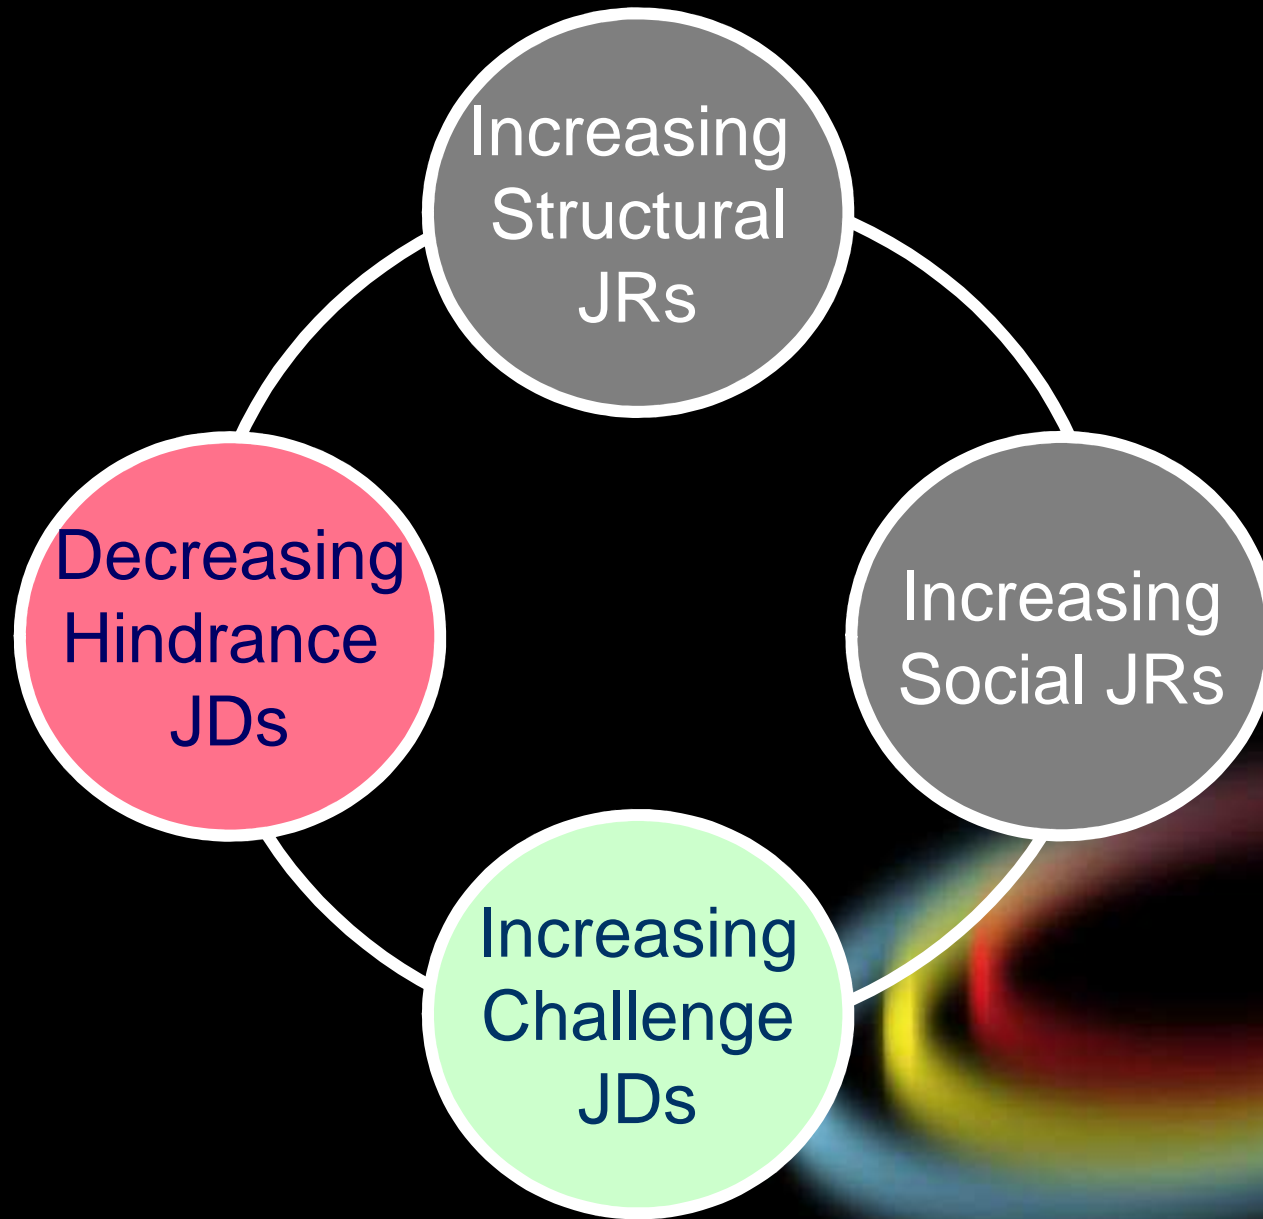 Increasing
Structural
JRs
Decreasing
Hindrance
JDs
Increasing
Social JRs
Increasing
Challenge
JDs